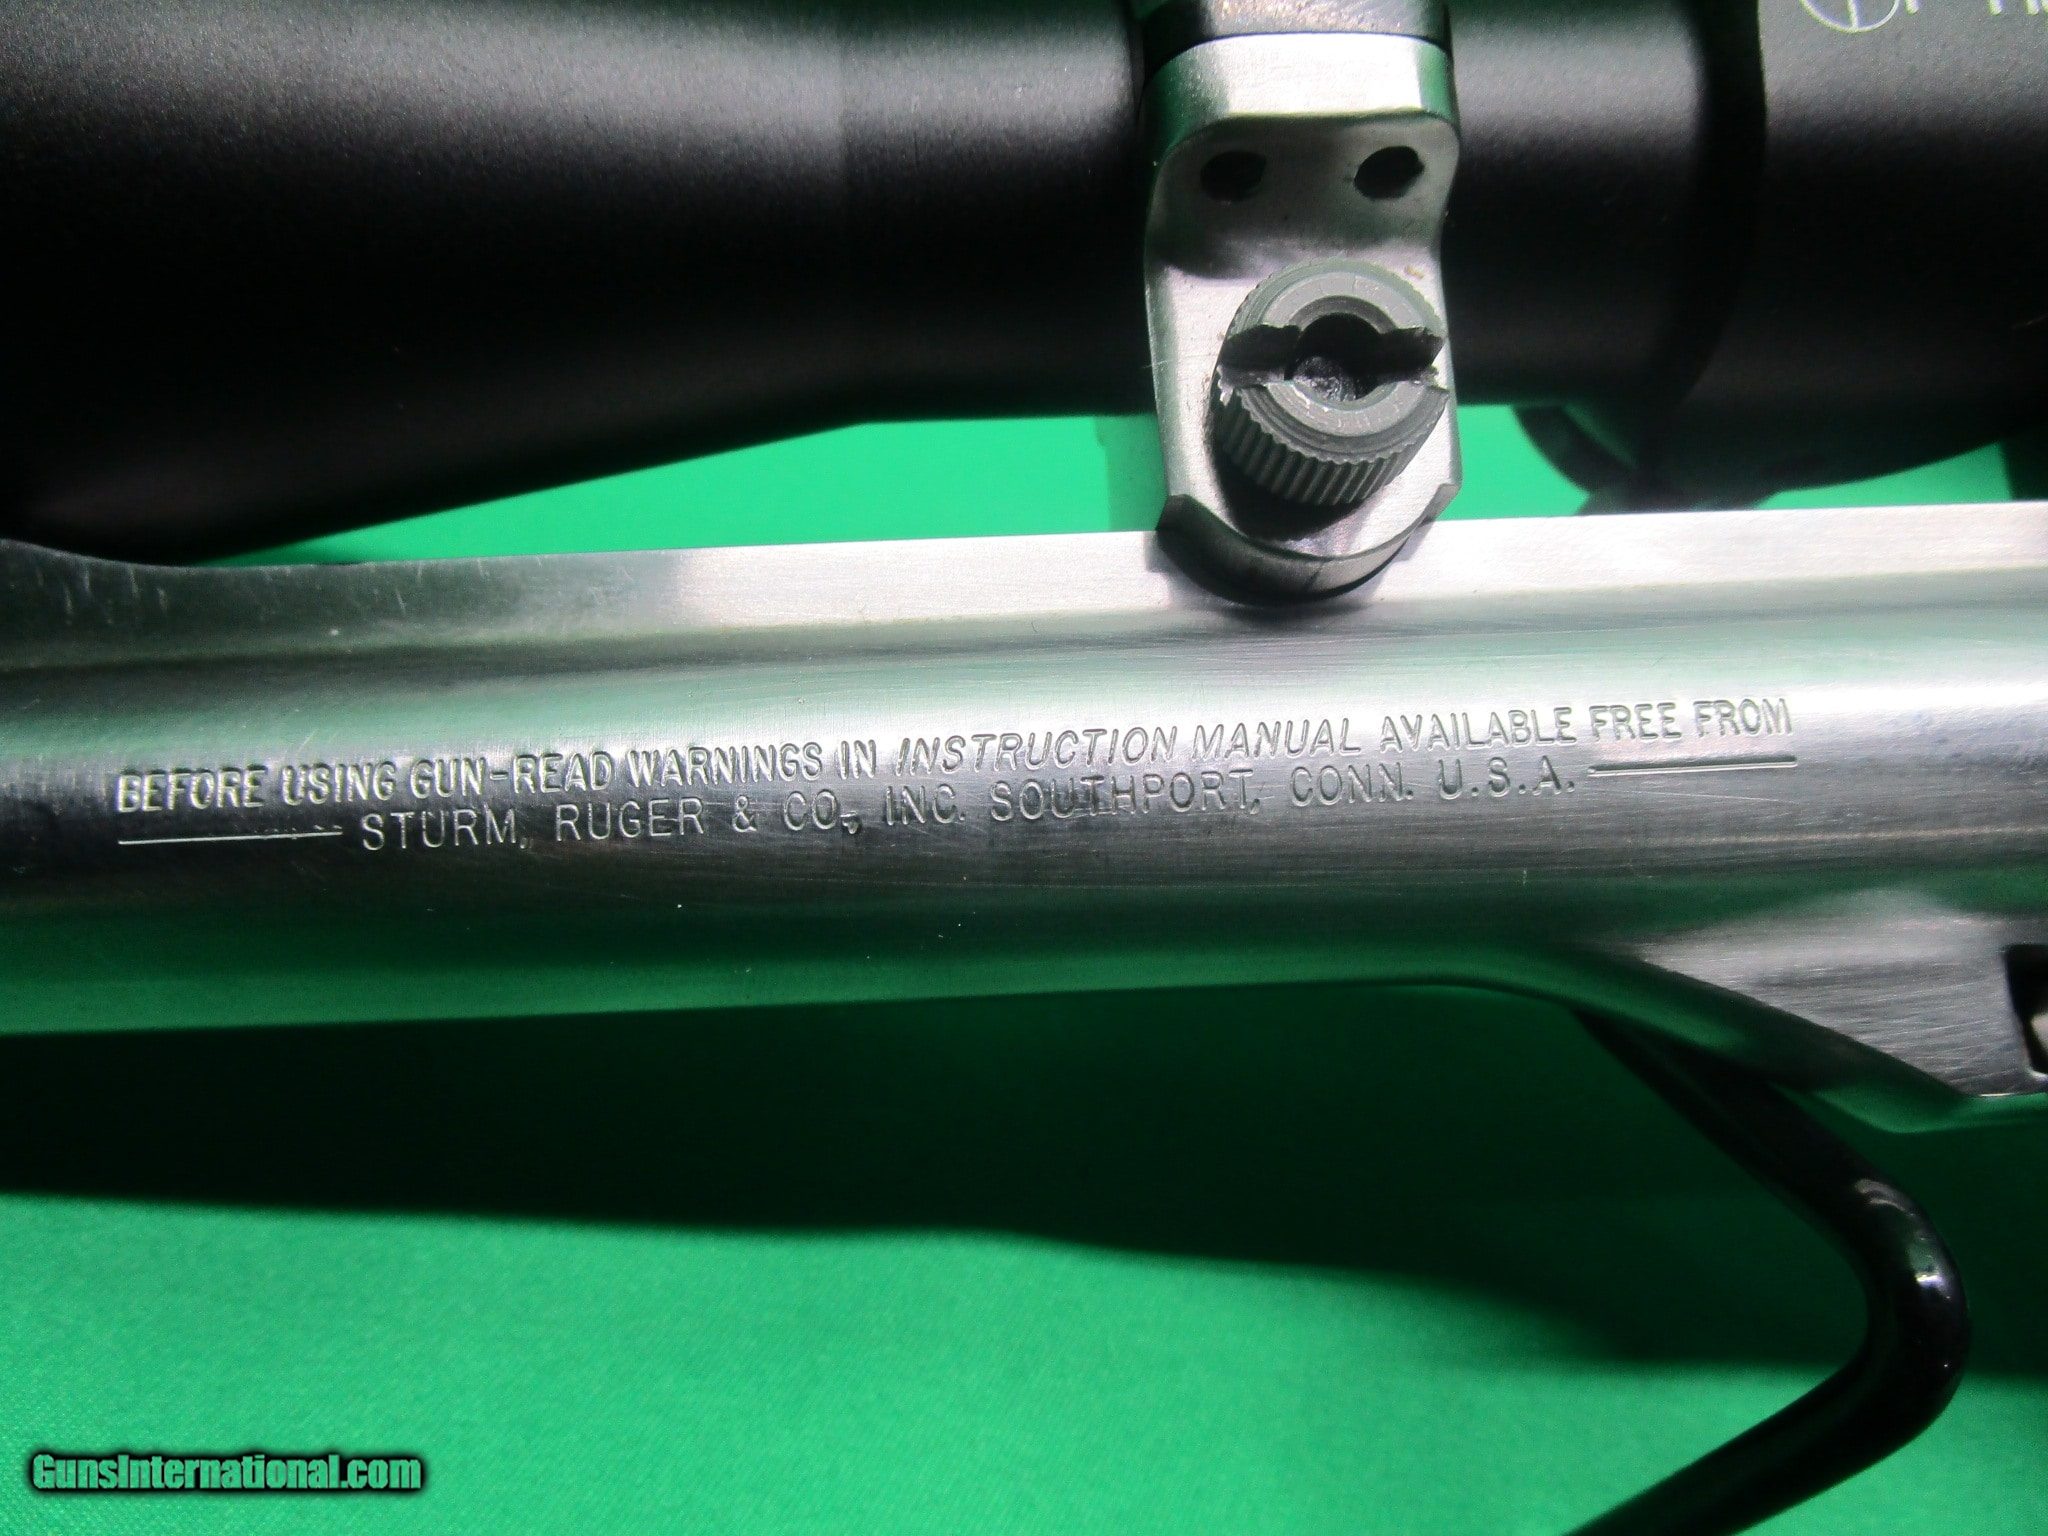 BEFORE USING GUN-READ WARNINGS IN INSTRUCTION MANUAL AVAILABLE FREE FROM
STURM, RUGER & CO., INC. SOUTHPORT, CONN. U.S.A.
GunsInternational.com